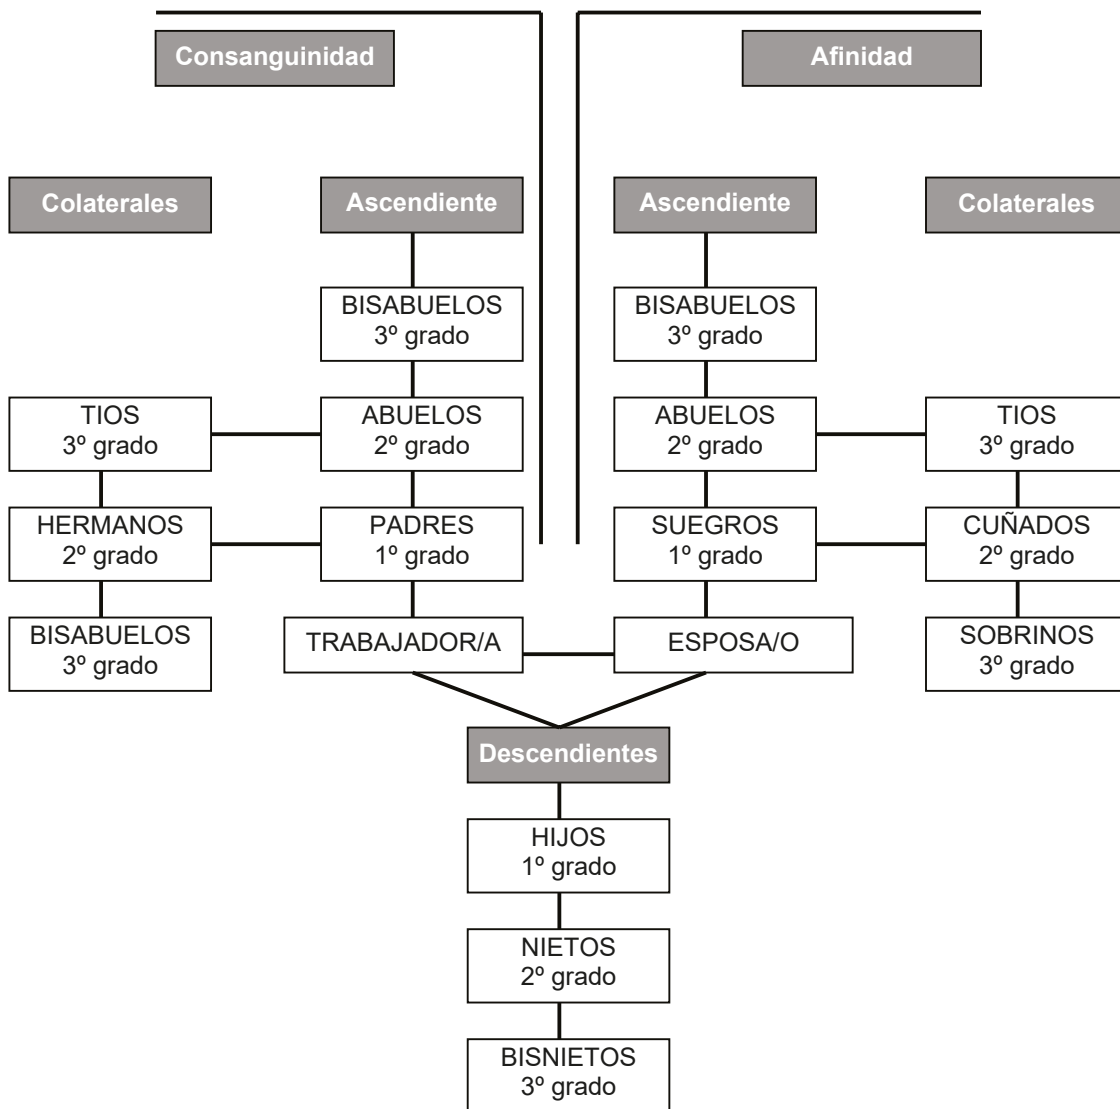 Consanguinidad
Afinidad
Colaterales
Ascendiente
Ascendiente
Colaterales
BISABUELOS
3º grado
BISABUELOS
3º grado
TIOS
3º grado
ABUELOS
2º grado
ABUELOS
2º grado
TIOS
3º grado
HERMANOS
2º grado
PADRES
1º grado
SUEGROS
1º grado
CUÑADOS
2º grado
BISABUELOS
3º grado
TRABAJADOR/A
ESPOSA/O
SOBRINOS
3º grado
Descendientes
HIJOS
1º grado
NIETOS
2º grado
BISNIETOS
3º grado